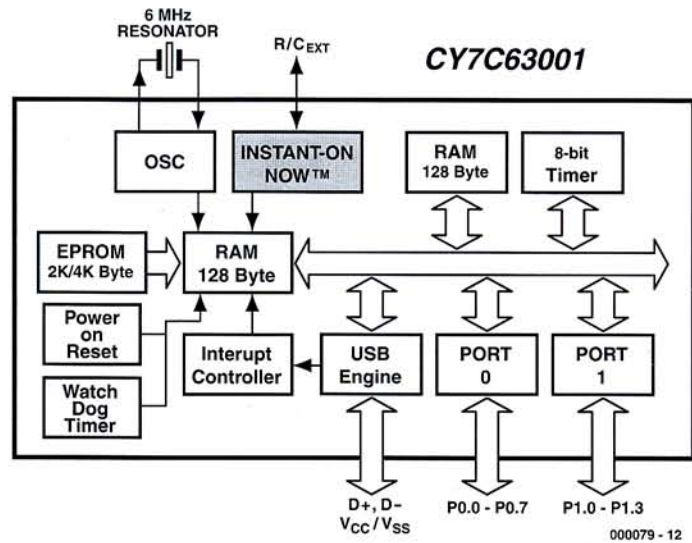 6 MHz
RESONATOR
R/C EXT
CY7C63001
OSC
INSTANT-ON
NOW™
RAM
128 Byte
8-bit
Timer
EPROM
2K/4K Byte
RAM
128 Byte
Power
on
Reset
Interupt
Controller
USB
Engine
PORT
0
PORT
1
Watch
Dog
Timer
D+, D−
VCC / VSS
P0.0 - P0.7
P1.0 - P1.3
000079 - 12